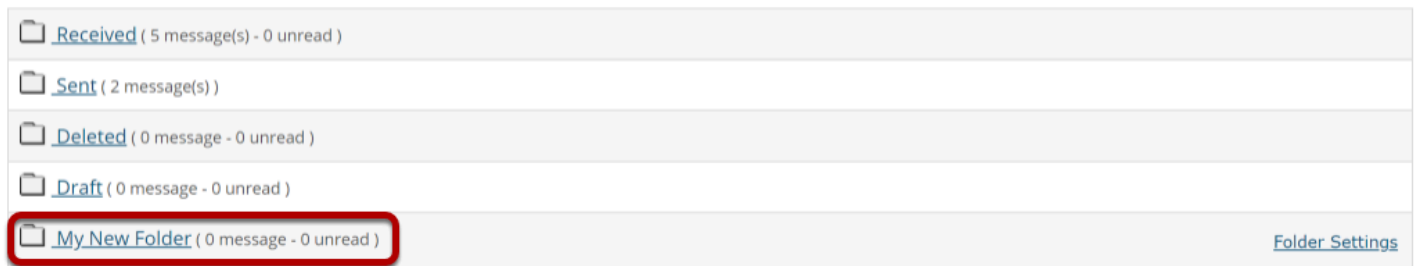 Received ( 5 message(s) - 0 unread )
Sent ( 2 message(s) )
Deleted ( 0 message - 0 unread )
Draft ( 0 message - 0 unread )
My New Folder ( 0 message - 0 unread ) Folder Settings